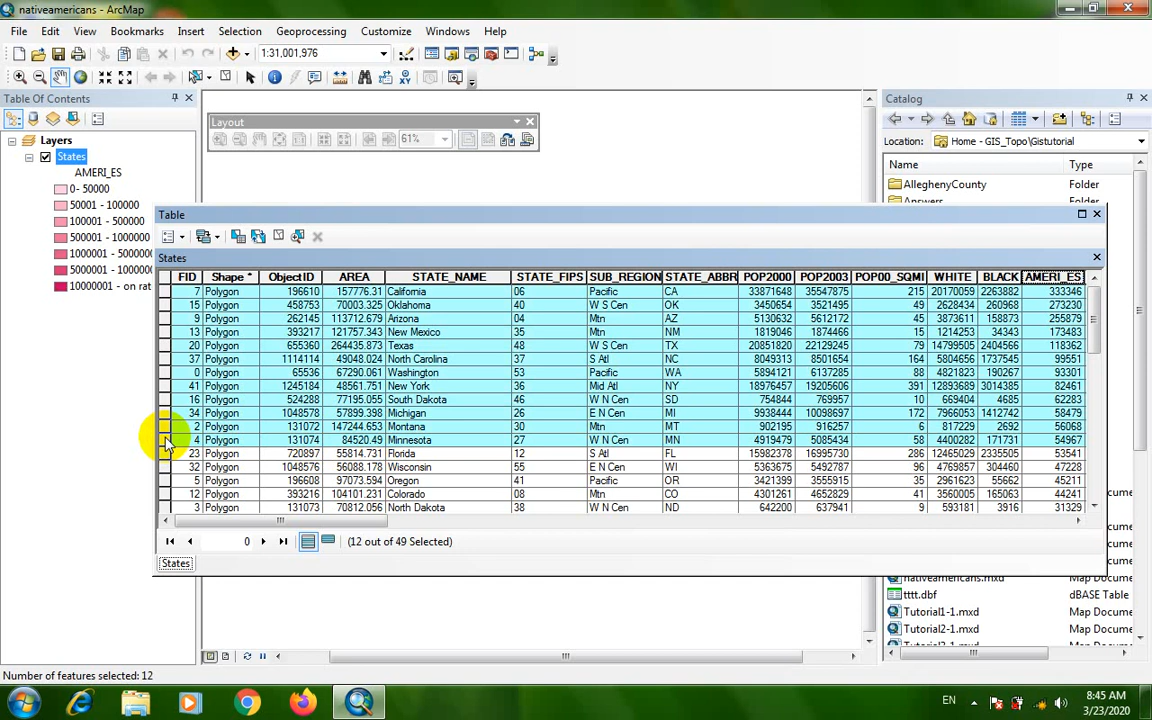 nativeamericans - ArcMap
File Edit View Bookmarks Insert Selection Geoprocessing Customize Windows Help
1:31,001,976
Table Of Contents
Layers
States
AMERI_ES
0 - 50000
50001 - 100000
100001 - 500000
500001 - 1000000
1000001 - 5000000
5000001 - 1000000
10000001 - on rat
Layout
61%
Catalog
Location: Home - GIS_Topo\Gistutorial
Name Type
AlleghenyCounty Folder
Answers Folder
Table
States
FID Shape * ObjectID AREA STATE_NAME STATE_FIPS SUB_REGION STATE_ABBR POP2000 POP2003 POP00_SQMI WHITE BLACK AMERI_ES
7 Polygon 196610 157776.31 California 06 Pacific CA 33871648 35547875 215 20170059 2263882 333346
15 Polygon 458753 70003.325 Oklahoma 40 W S Cen OK 3450654 3521495 49 2628434 260968 273230
9 Polygon 262145 113712.679 Arizona 04 Mtn AZ 5130632 5612172 45 3873611 158873 255879
13 Polygon 393217 121757.343 New Mexico 35 Mtn NM 1819046 1874466 15 1214253 34343 173483
20 Polygon 655360 264435.873 Texas 48 W S Cen TX 20851820 22129245 79 14799505 2404566 118362
37 Polygon 1114114 49048.024 North Carolina 37 S Atl NC 8049313 8501654 164 5804656 1737545 99551
0 Polygon 65536 67290.061 Washington 53 Pacific WA 5894121 6137285 88 4821823 190267 93301
41 Polygon 1245184 48561.751 New York 36 Mid Atl NY 18976457 19205606 391 12893689 3014385 82461
16 Polygon 524288 77195.055 South Dakota 46 W N Cen SD 754844 769957 10 669404 4685 62283
34 Polygon 1048578 57899.398 Michigan 26 E N Cen MI 9938444 10098697 164 7966053 1412742 58479
2 Polygon 131072 147244.653 Montana 30 Mtn MT 902195 916257 6 817229 2692 56068
4 Polygon 131074 84520.49 Minnesota 27 W N Cen MN 4919479 5085434 58 4400282 171731 54967
23 Polygon 720897 55814.731 Florida 12 S Atl FL 15982378 16995730 286 12465029 2335505 53541
32 Polygon 1048576 56088.178 Wisconsin 55 E N Cen WI 5363675 5492787 96 4769857 304460 47228
5 Polygon 196608 97073.594 Oregon 41 Pacific OR 3421399 3555915 35 2961623 55662 45211
12 Polygon 393216 104101.231 Colorado 08 Mtn CO 4301261 4652829 41 3560005 165063 44241
3 Polygon 131073 70812.056 North Dakota 38 W N Cen ND 642200 637941 9 593181 3916 31329
0 (12 out of 49 Selected)
States
nativeamericans.mxd Map Docume
tttt.dbf dBASE Table
Tutorial1-1.mxd Map Docume
Tutorial2-1.mxd Map Docume
Number of features selected: 12
EN
8:45 AM
3/23/2020